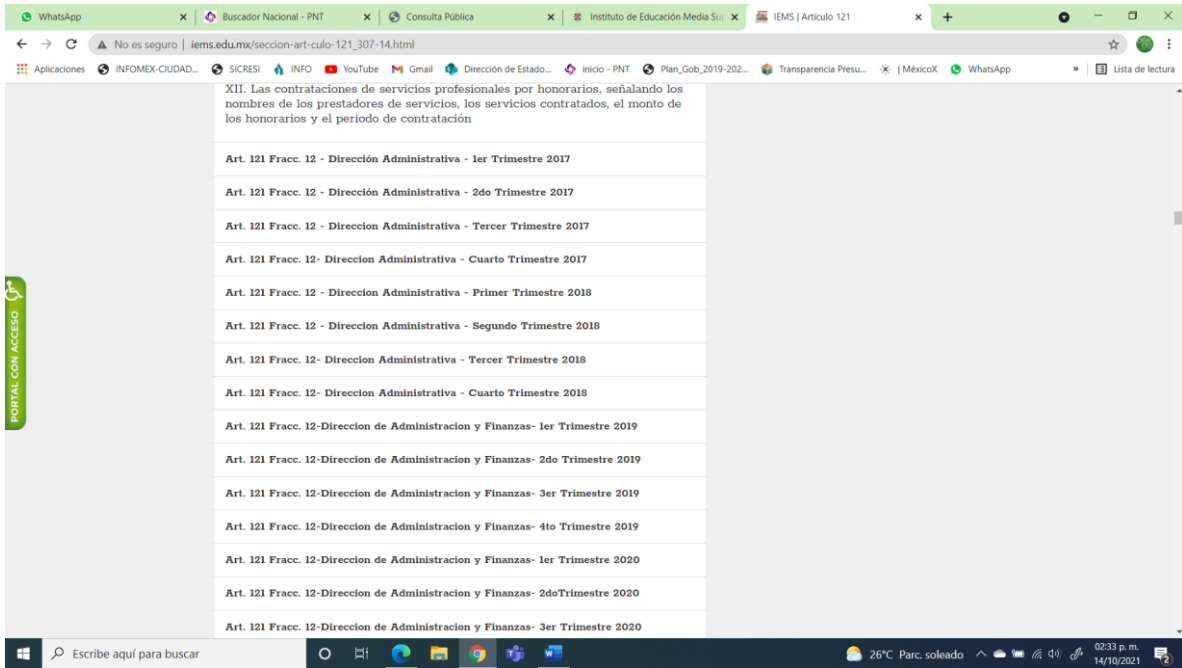 WhatsApp
Buscador Nacional - PNT
Consulta Pública
Instituto de Educación Media Su
IEMS | Artículo 121
No es seguro | iems.edu.mx/seccion-art-culo-121_307-14.html
Aplicaciones INFOMEX-CIUDAD... SICRESI INFO YouTube Gmail Dirección de Estado... inicio - PNT Plan_Gob_2019-202... Transparencia Presu... | MéxicoX WhatsApp » Lista de lectura
XII. Las contrataciones de servicios profesionales por honorarios, señalando los
nombres de los prestadores de servicios, los servicios contratados, el monto de
los honorarios y el periodo de contratación
Art. 121 Fracc. 12 - Dirección Administrativa - 1er Trimestre 2017
Art. 121 Fracc. 12 - Dirección Administrativa - 2do Trimestre 2017
Art. 121 Fracc. 12 - Direccion Administrativa - Tercer Trimestre 2017
Art. 121 Fracc. 12- Direccion Administrativa - Cuarto Trimestre 2017
Art. 121 Fracc. 12 - Direccion Administrativa - Primer Trimestre 2018
Art. 121 Fracc. 12 - Direccion Administrativa - Segundo Trimestre 2018
Art. 121 Fracc. 12- Direccion Administrativa - Tercer Trimestre 2018
Art. 121 Fracc. 12- Direccion Administrativa - Cuarto Trimestre 2018
Art. 121 Fracc. 12-Direccion de Administracion y Finanzas- 1er Trimestre 2019
Art. 121 Fracc. 12-Direccion de Administracion y Finanzas- 2do Trimestre 2019
Art. 121 Fracc. 12-Direccion de Administracion y Finanzas- 3er Trimestre 2019
Art. 121 Fracc. 12-Direccion de Administracion y Finanzas- 4to Trimestre 2019
Art. 121 Fracc. 12-Direccion de Administracion y Finanzas- 1er Trimestre 2020
Art. 121 Fracc. 12-Direccion de Administracion y Finanzas- 2doTrimestre 2020
Art. 121 Fracc. 12-Direccion de Administracion y Finanzas- 3er Trimestre 2020
PORTAL CON ACCESO
Escribe aquí para buscar
26°C Parc. soleado
02:33 p. m.
14/10/2021
2